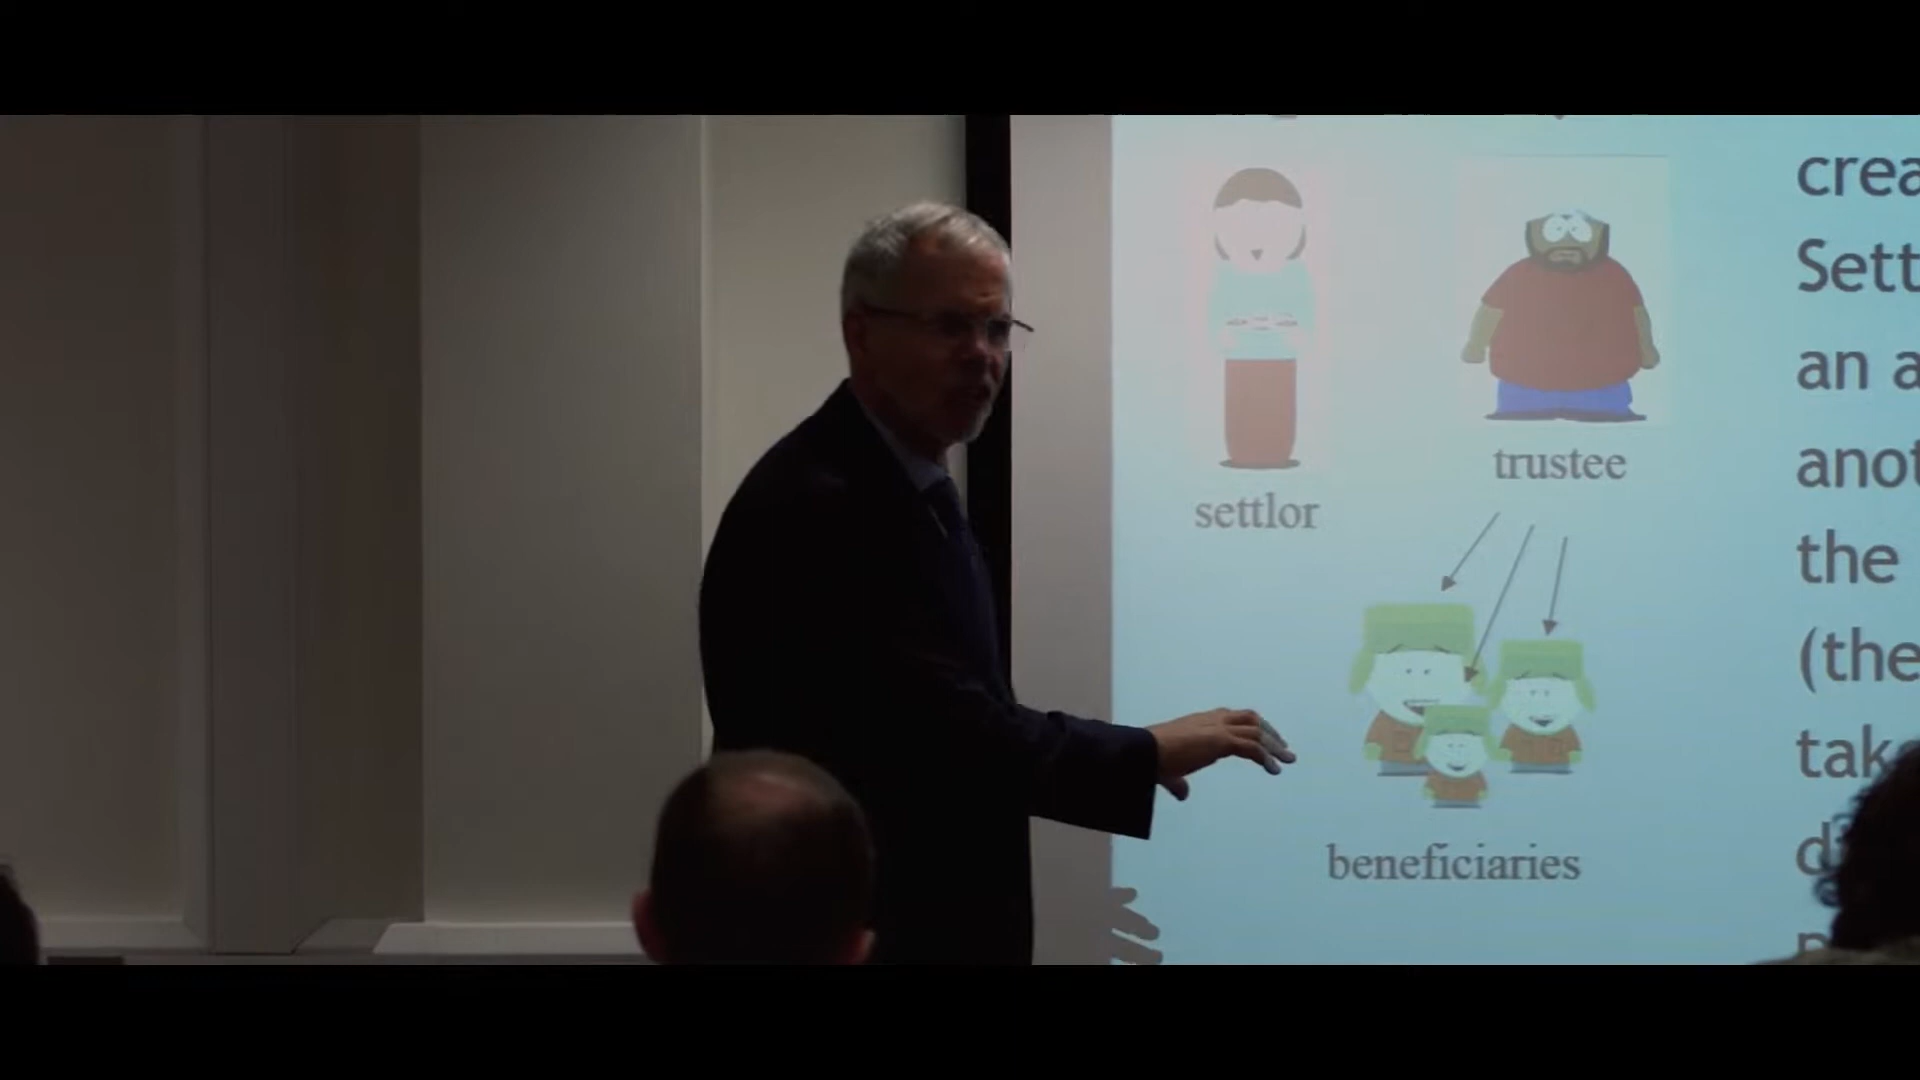 settlor
trustee
beneficiaries
crea
Sett
an a
anot
the
(the
tak